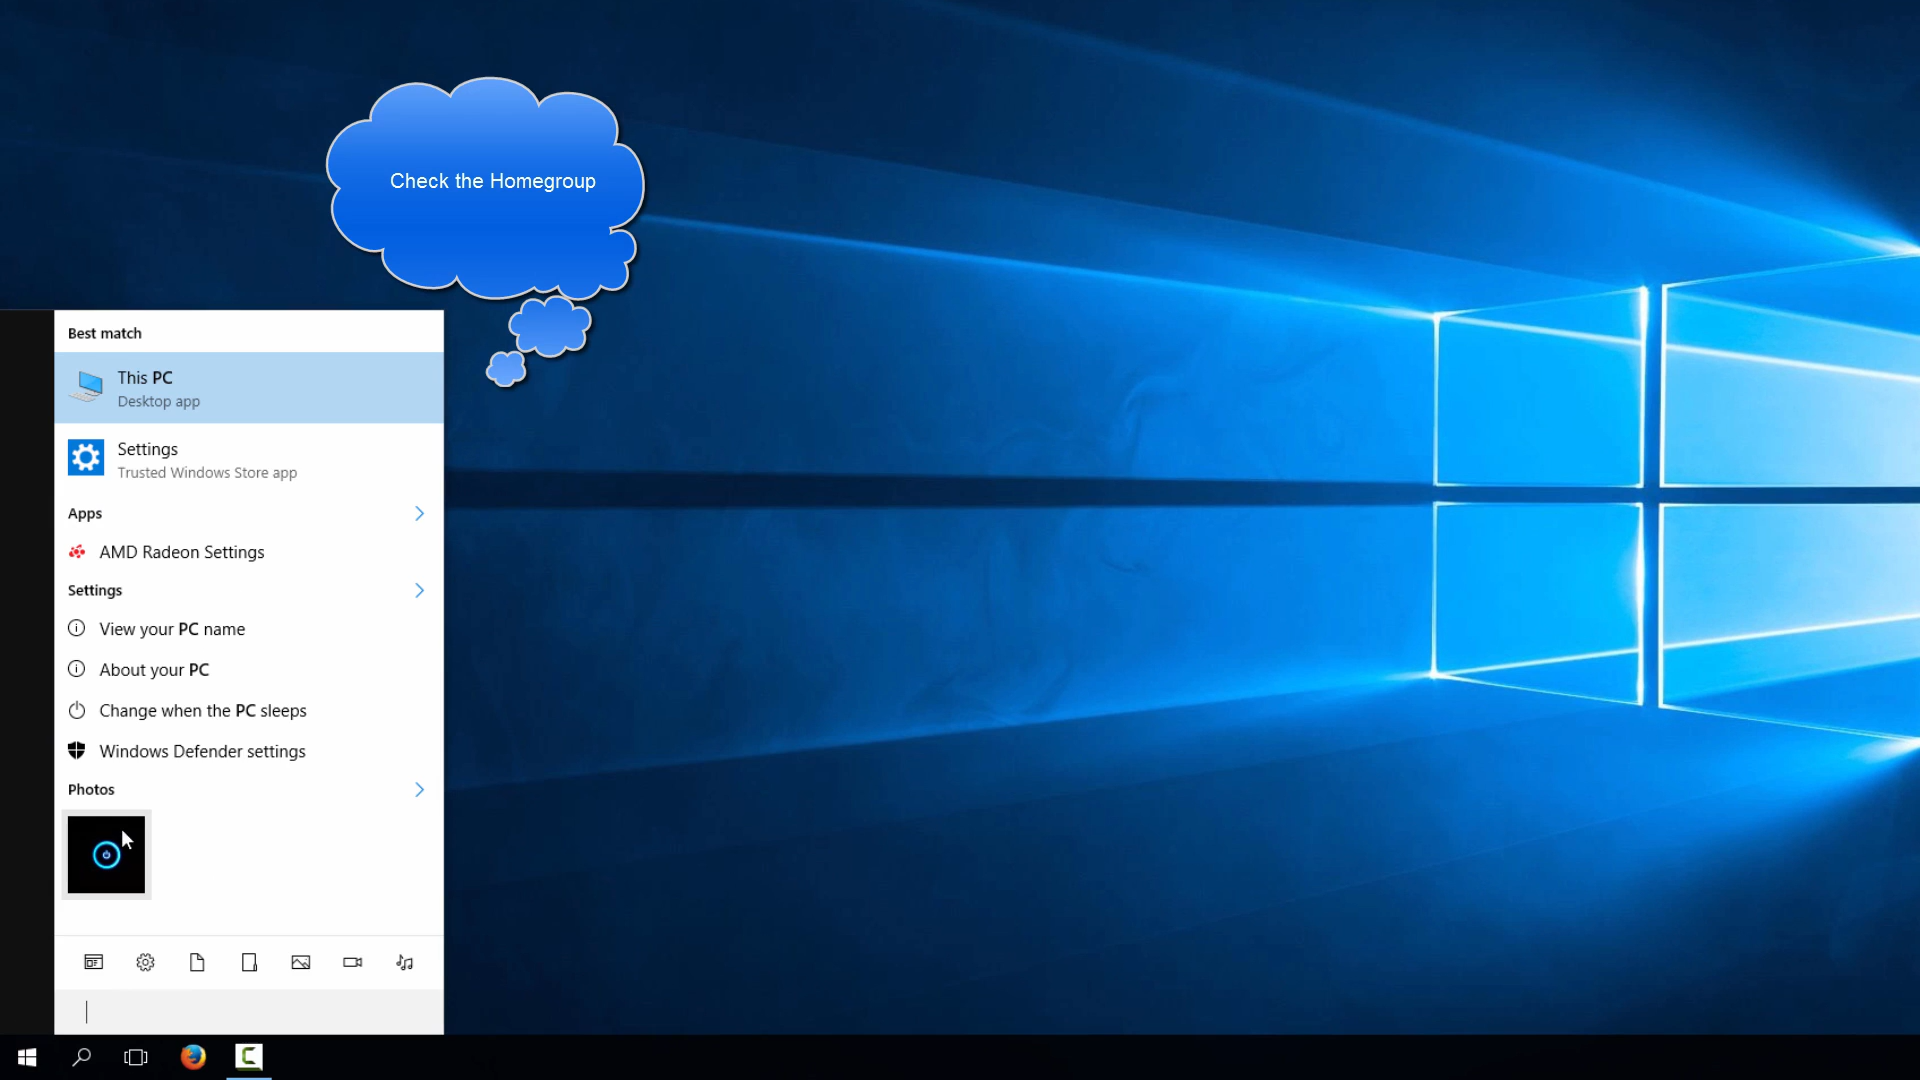 Check the Homegroup
Best match
This PC
Desktop app
Settings
Trusted Windows Store app
Apps
AMD Radeon Settings
Settings
View your PC name
About your PC
Change when the PC sleeps
Windows Defender settings
Photos